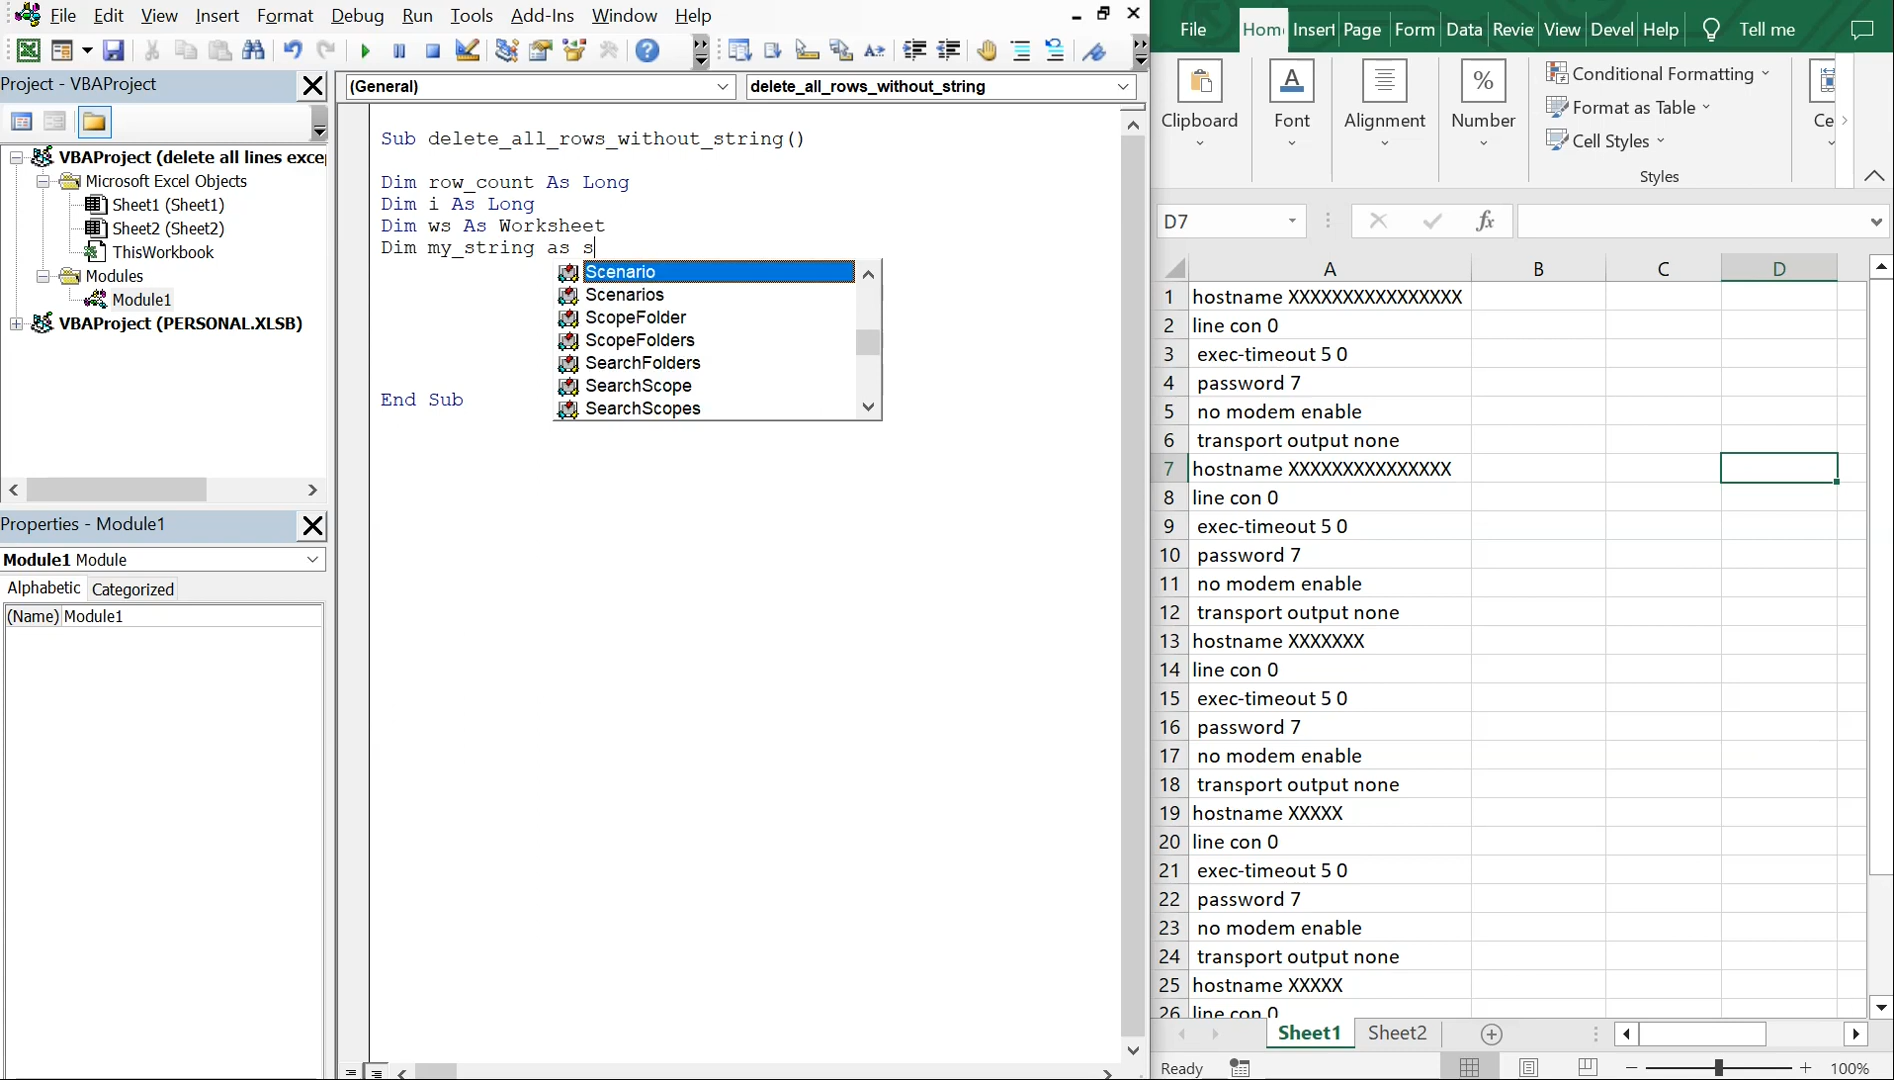 File Edit View Insert Format Debug Run Tools Add-Ins Window Help
Project - VBAProject
VBAProject (delete all lines exce
Microsoft Excel Objects
Sheet1 (Sheet1)
Sheet2 (Sheet2)
ThisWorkbook
Modules
Module1
VBAProject (PERSONAL.XLSB)
Properties - Module1
Module1 Module
Alphabetic Categorized
(Name) Module1
(General) delete_all_rows_without_string
Sub delete_all_rows_without_string()
Dim row_count As Long
Dim i As Long
Dim ws As Worksheet
Dim my_string as s
Scenario
Scenarios
ScopeFolder
ScopeFolders
SearchFolders
SearchScope
SearchScopes
End Sub
File Hom Insert Page Form Data Revie View Devel Help Tell me
Clipboard Font Alignment Number
Conditional Formatting
Format as Table
Cell Styles
Styles
Ce
D7 fx
A B C D
1 hostname XXXXXXXXXXXXXXXX
2 line con 0
3 exec-timeout 5 0
4 password 7
5 no modem enable
6 transport output none
7 hostname XXXXXXXXXXXXXXX
8 line con 0
9 exec-timeout 5 0
10 password 7
11 no modem enable
12 transport output none
13 hostname XXXXXXX
14 line con 0
15 exec-timeout 5 0
16 password 7
17 no modem enable
18 transport output none
19 hostname XXXXX
20 line con 0
21 exec-timeout 5 0
22 password 7
23 no modem enable
24 transport output none
25 hostname XXXXX
26 line con 0
Sheet1 Sheet2
Ready 100%